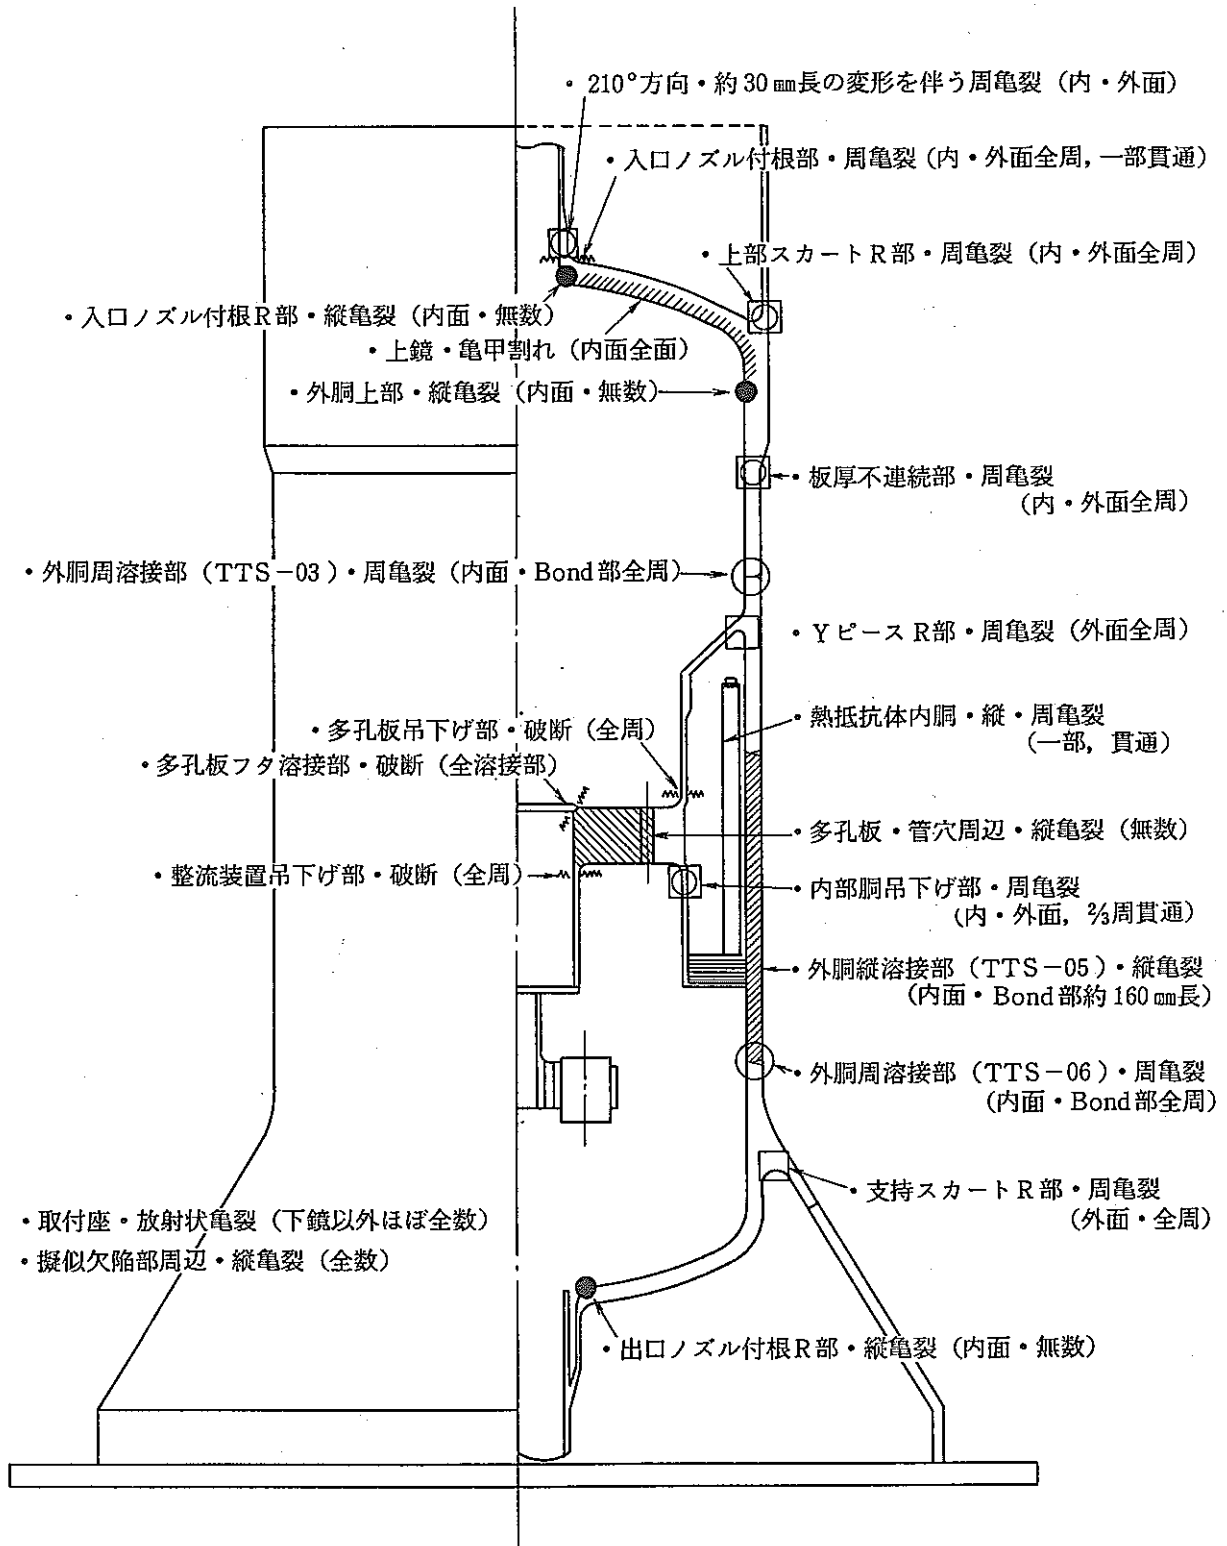 ・210°方向・約30㎜長の変形を伴う周亀裂（内・外面）
・入口ノズル付根部・周亀裂（内・外面全周，一部貫通）
・上部スカートR部・周亀裂（内・外面全周）
・入口ノズル付根R部・縦亀裂（内面・無数）
・上鏡・亀甲割れ（内面全面）
・外胴上部・縦亀裂（内面・無数）
・板厚不連続部・周亀裂
（内・外面全周）
・外胴周溶接部（TTS－03）・周亀裂（内面・Bond部全周）
・YピースR部・周亀裂（外面全周）
・熱抵抗体内胴・縦・周亀裂
（一部，貫通）
・多孔板吊下げ部・破断（全周）
・多孔板フタ溶接部・破断（全溶接部）
・多孔板・管穴周辺・縦亀裂（無数）
・整流装置吊下げ部・破断（全周）
・内部胴吊下げ部・周亀裂
（内・外面，⅔周貫通）
・外胴縦溶接部（TTS－05）・縦亀裂
（内面・Bond部約160㎜長）
・外胴周溶接部（TTS－06）・周亀裂
（内面・Bond部全周）
・支持スカートR部・周亀裂
（外面・全周）
・取付座・放射状亀裂（下鏡以外ほぼ全数）
・擬似欠陥部周辺・縦亀裂（全数）
・出口ノズル付根R部・縦亀裂（内面・無数）